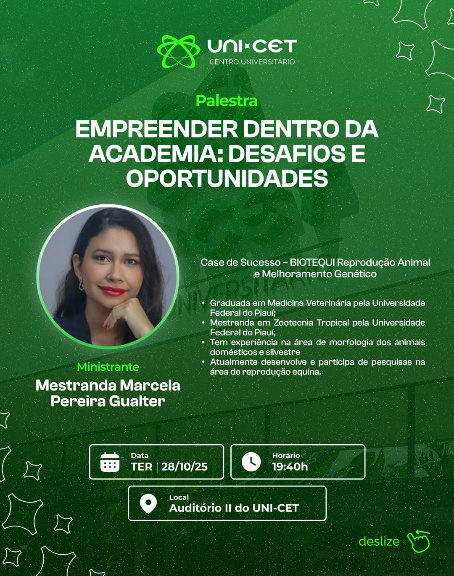 UNI-CET
CENTRO UNIVERSITÁRIO
Palestra
EMPREENDER DENTRO DA
ACADEMIA: DESAFIOS E
OPORTUNIDADES
Case de Sucesso – BIOTEQUI Reprodução Animal
e Melhoramento Genético
• Graduada em Medicina Veterinária pela Universidade
Federal do Piauí;
• Mestranda em Zootecnia Tropical pela Universidade
Federal do Piauí;
• Tem experiência na área de morfologia dos animais
domésticos e silvestre
• Atualmente desenvolve e participa de pesquisas na
área de reprodução equina.
Ministrante
Mestranda Marcela
Pereira Gualter
Data
TER | 28/10/25
Horário
19:40h
Local
Auditório II do UNI-CET
deslize